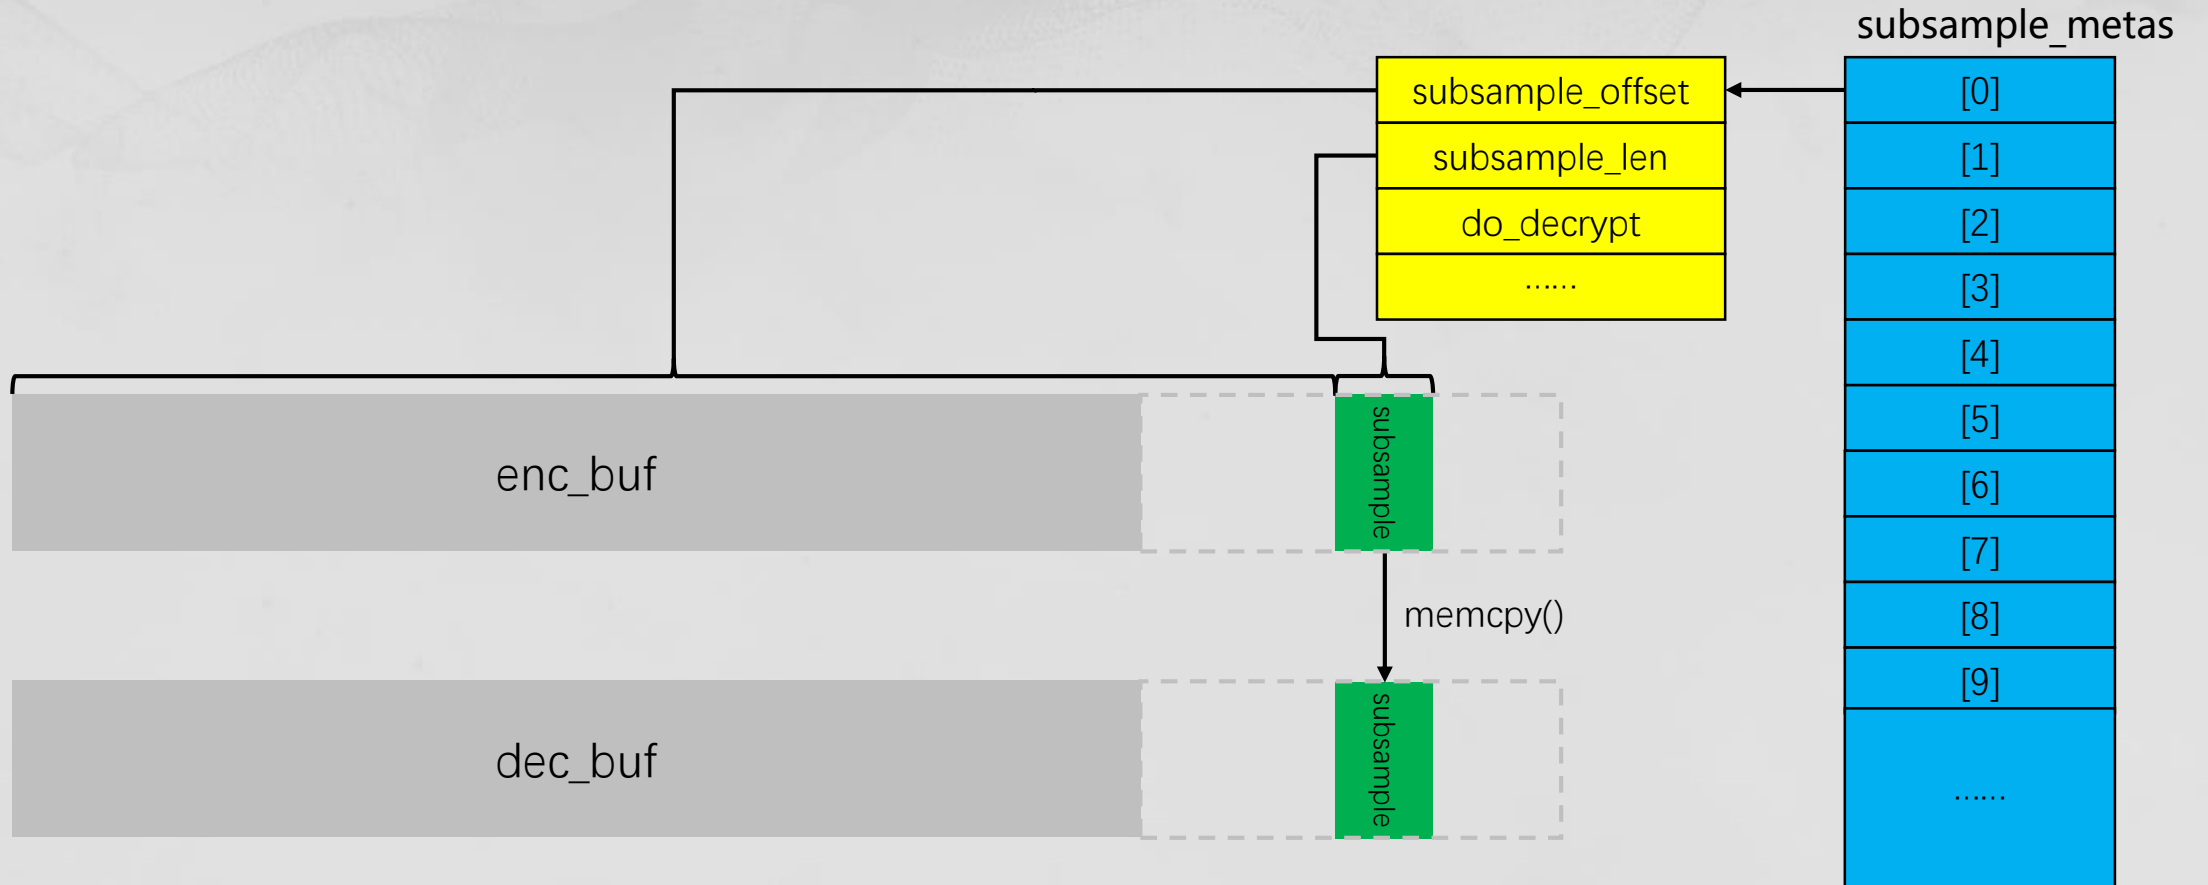 subsample_metas
subsample_offset
subsample_len
do_decrypt
......
[0]
[1]
[2]
[3]
[4]
[5]
[6]
[7]
[8]
[9]
......
enc_buf
subsample
memcpy()
dec_buf
subsample